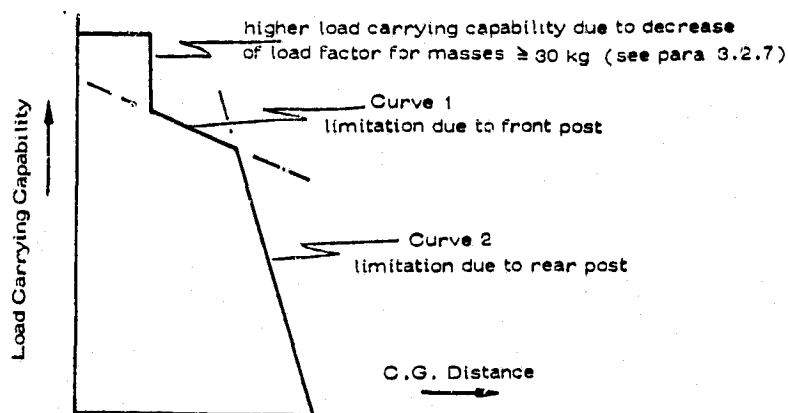 higher load carrying capability due to decrease
of load factor for masses ≥ 30 kg (see para 3.2.7)
Curve 1
limitation due to front post
Load Carrying Capability
Curve 2
limitation due to rear post
C.G. Distance